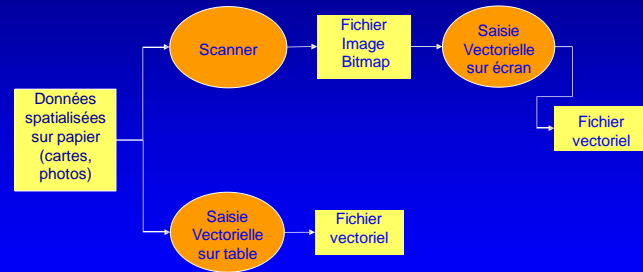 Données
spatialisées
sur papier
(cartes,
photos)
Scanner
Fichier
Image
Bitmap
Saisie
Vectorielle
sur écran
Fichier
vectoriel
Saisie
Vectorielle
sur table
Fichier
vectoriel